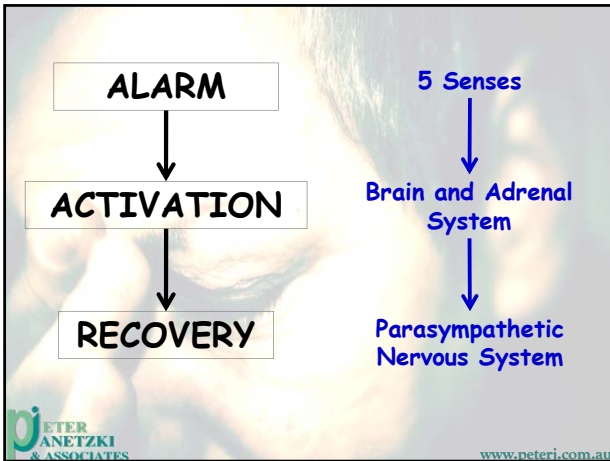 ALARM
5 Senses
ACTIVATION
Brain and Adrenal
System
RECOVERY
Parasympathetic
Nervous System
PJ
ETER
ANETZKI
& ASSOCIATES
www.peterj.com.au